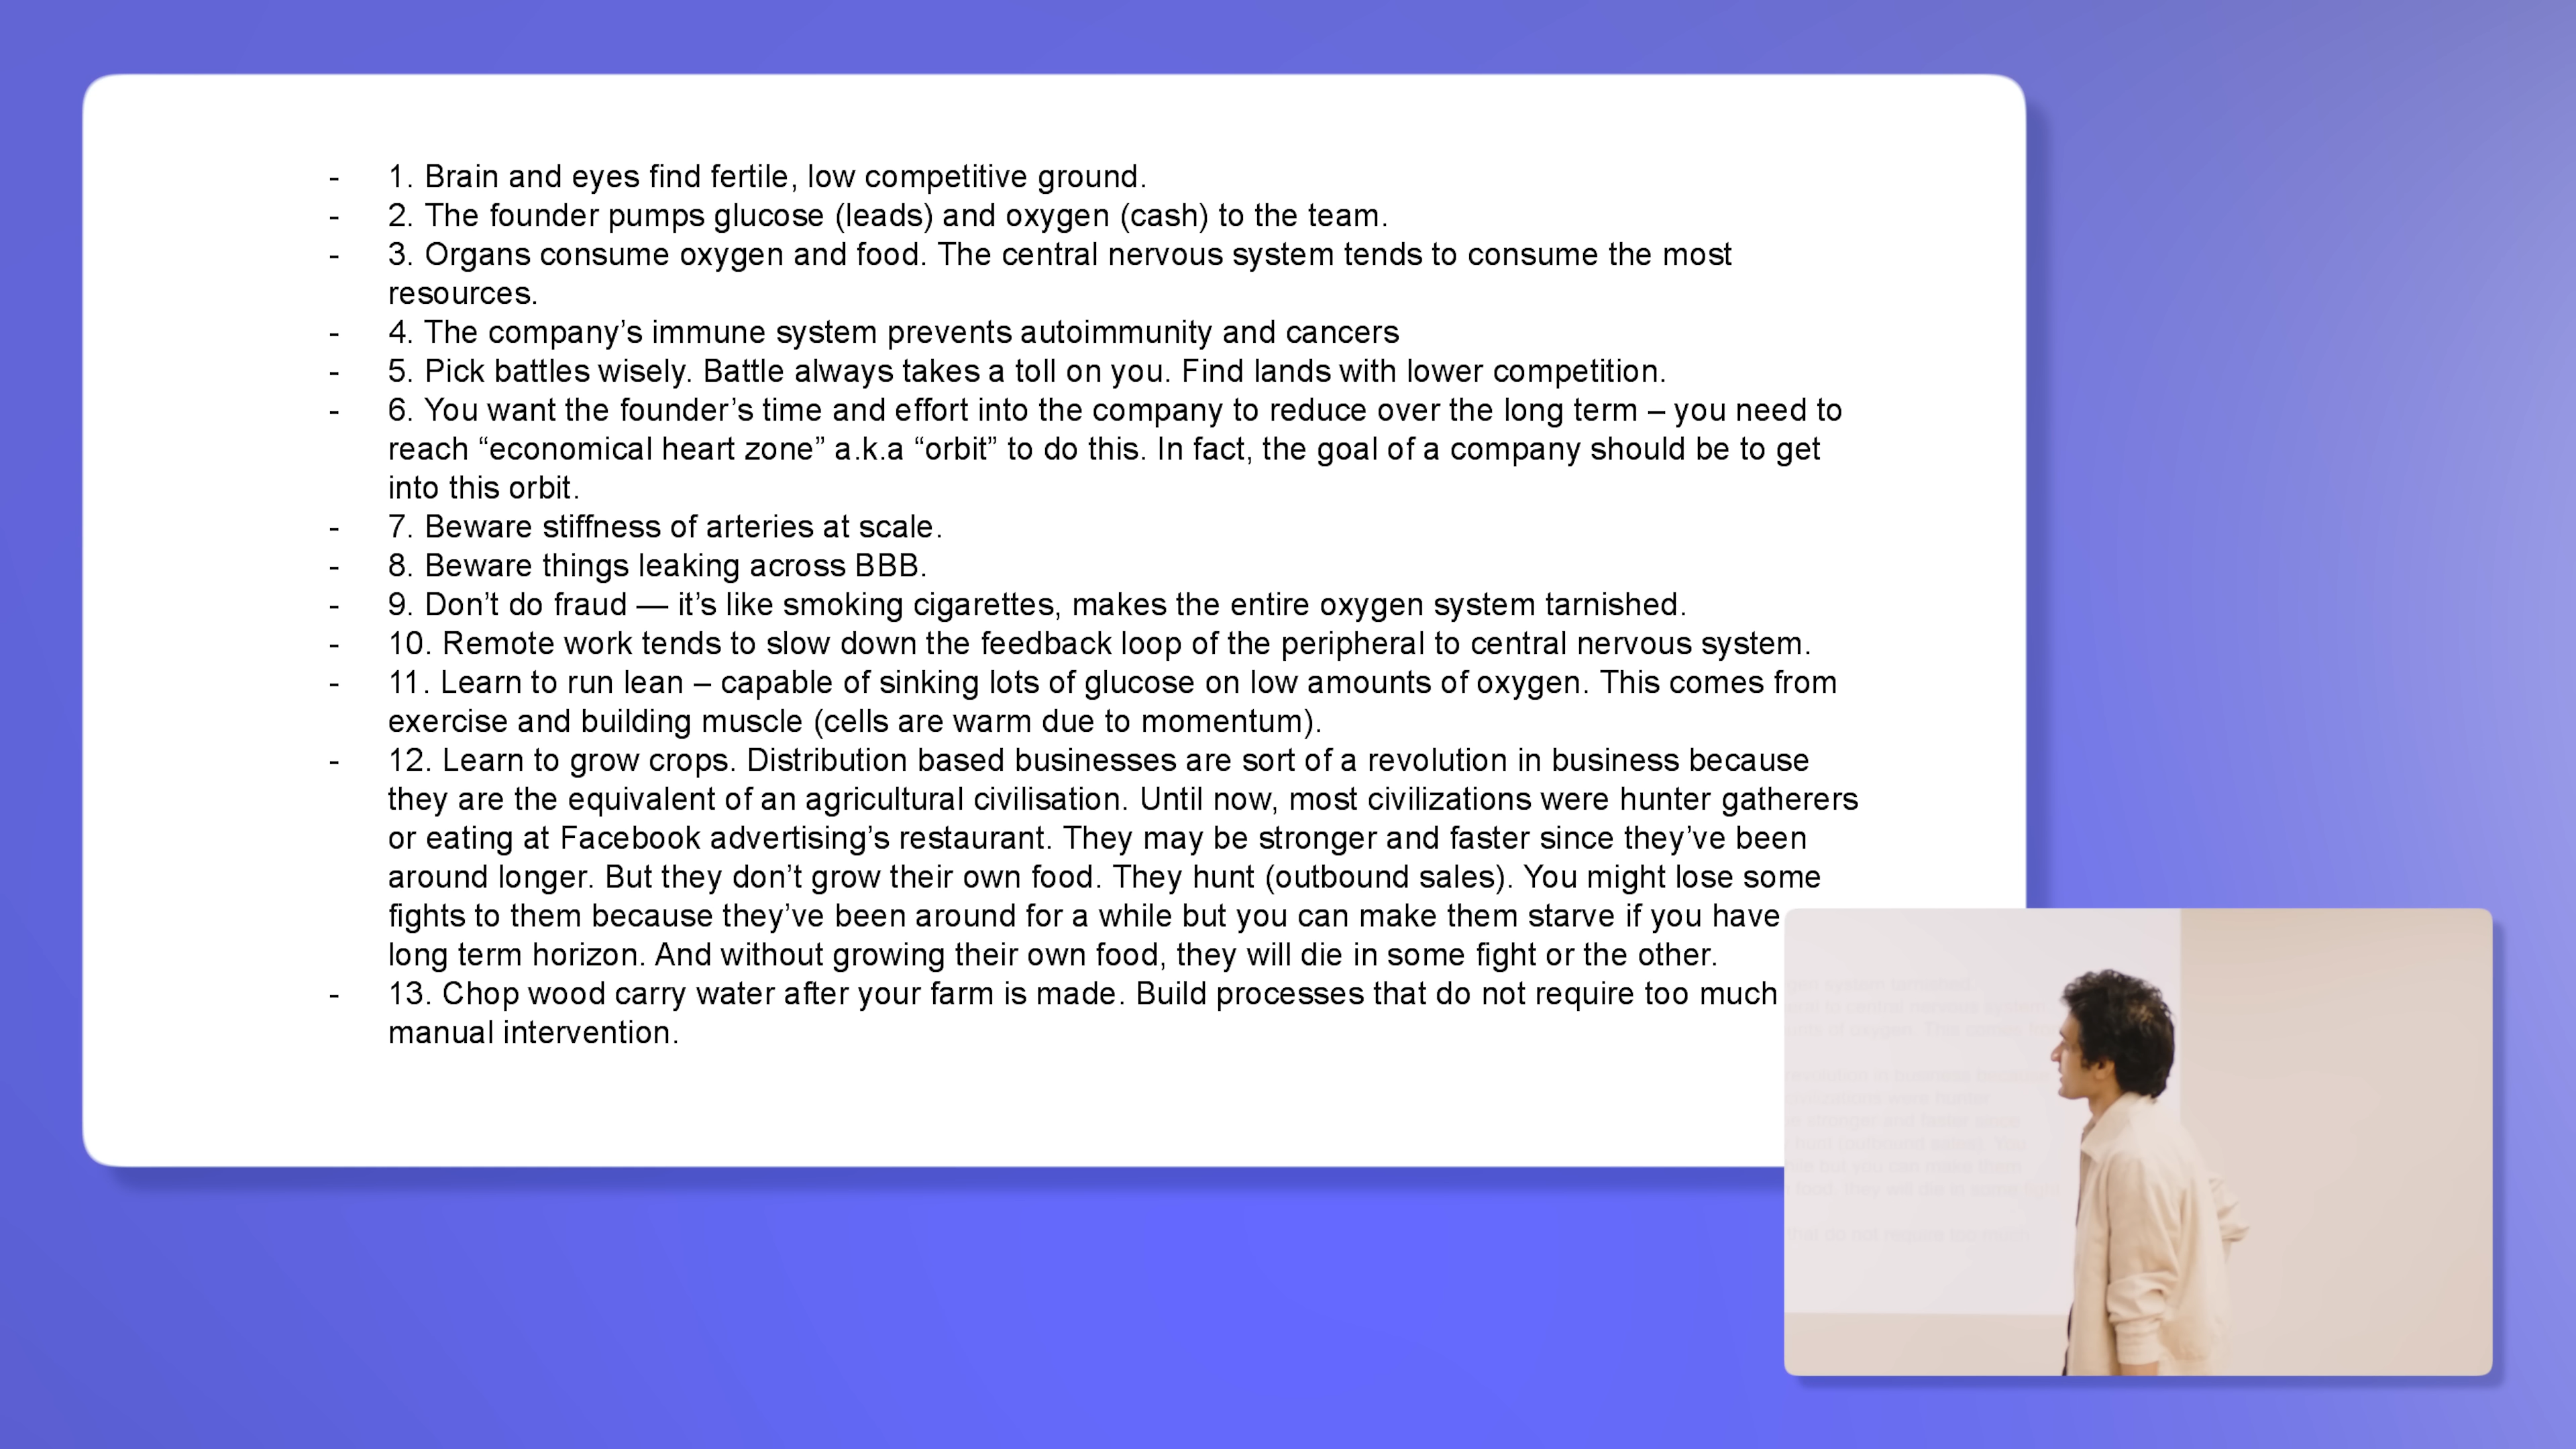 - 1. Brain and eyes find fertile, low competitive ground.
- 2. The founder pumps glucose (leads) and oxygen (cash) to the team.
- 3. Organs consume oxygen and food. The central nervous system tends to consume the most
resources.
- 4. The company’s immune system prevents autoimmunity and cancers
- 5. Pick battles wisely. Battle always takes a toll on you. Find lands with lower competition.
- 6. You want the founder’s time and effort into the company to reduce over the long term – you need to
reach “economical heart zone” a.k.a “orbit” to do this. In fact, the goal of a company should be to get
into this orbit.
- 7. Beware stiffness of arteries at scale.
- 8. Beware things leaking across BBB.
- 9. Don’t do fraud — it’s like smoking cigarettes, makes the entire oxygen system tarnished.
- 10. Remote work tends to slow down the feedback loop of the peripheral to central nervous system.
- 11. Learn to run lean – capable of sinking lots of glucose on low amounts of oxygen. This comes from
exercise and building muscle (cells are warm due to momentum).
- 12. Learn to grow crops. Distribution based businesses are sort of a revolution in business because
they are the equivalent of an agricultural civilisation. Until now, most civilizations were hunter gatherers
or eating at Facebook advertising’s restaurant. They may be stronger and faster since they’ve been
around longer. But they don’t grow their own food. They hunt (outbound sales). You might lose some
fights to them because they’ve been around for a while but you can make them starve if you have
long term horizon. And without growing their own food, they will die in some fight or the other.
- 13. Chop wood carry water after your farm is made. Build processes that do not require too much
manual intervention.